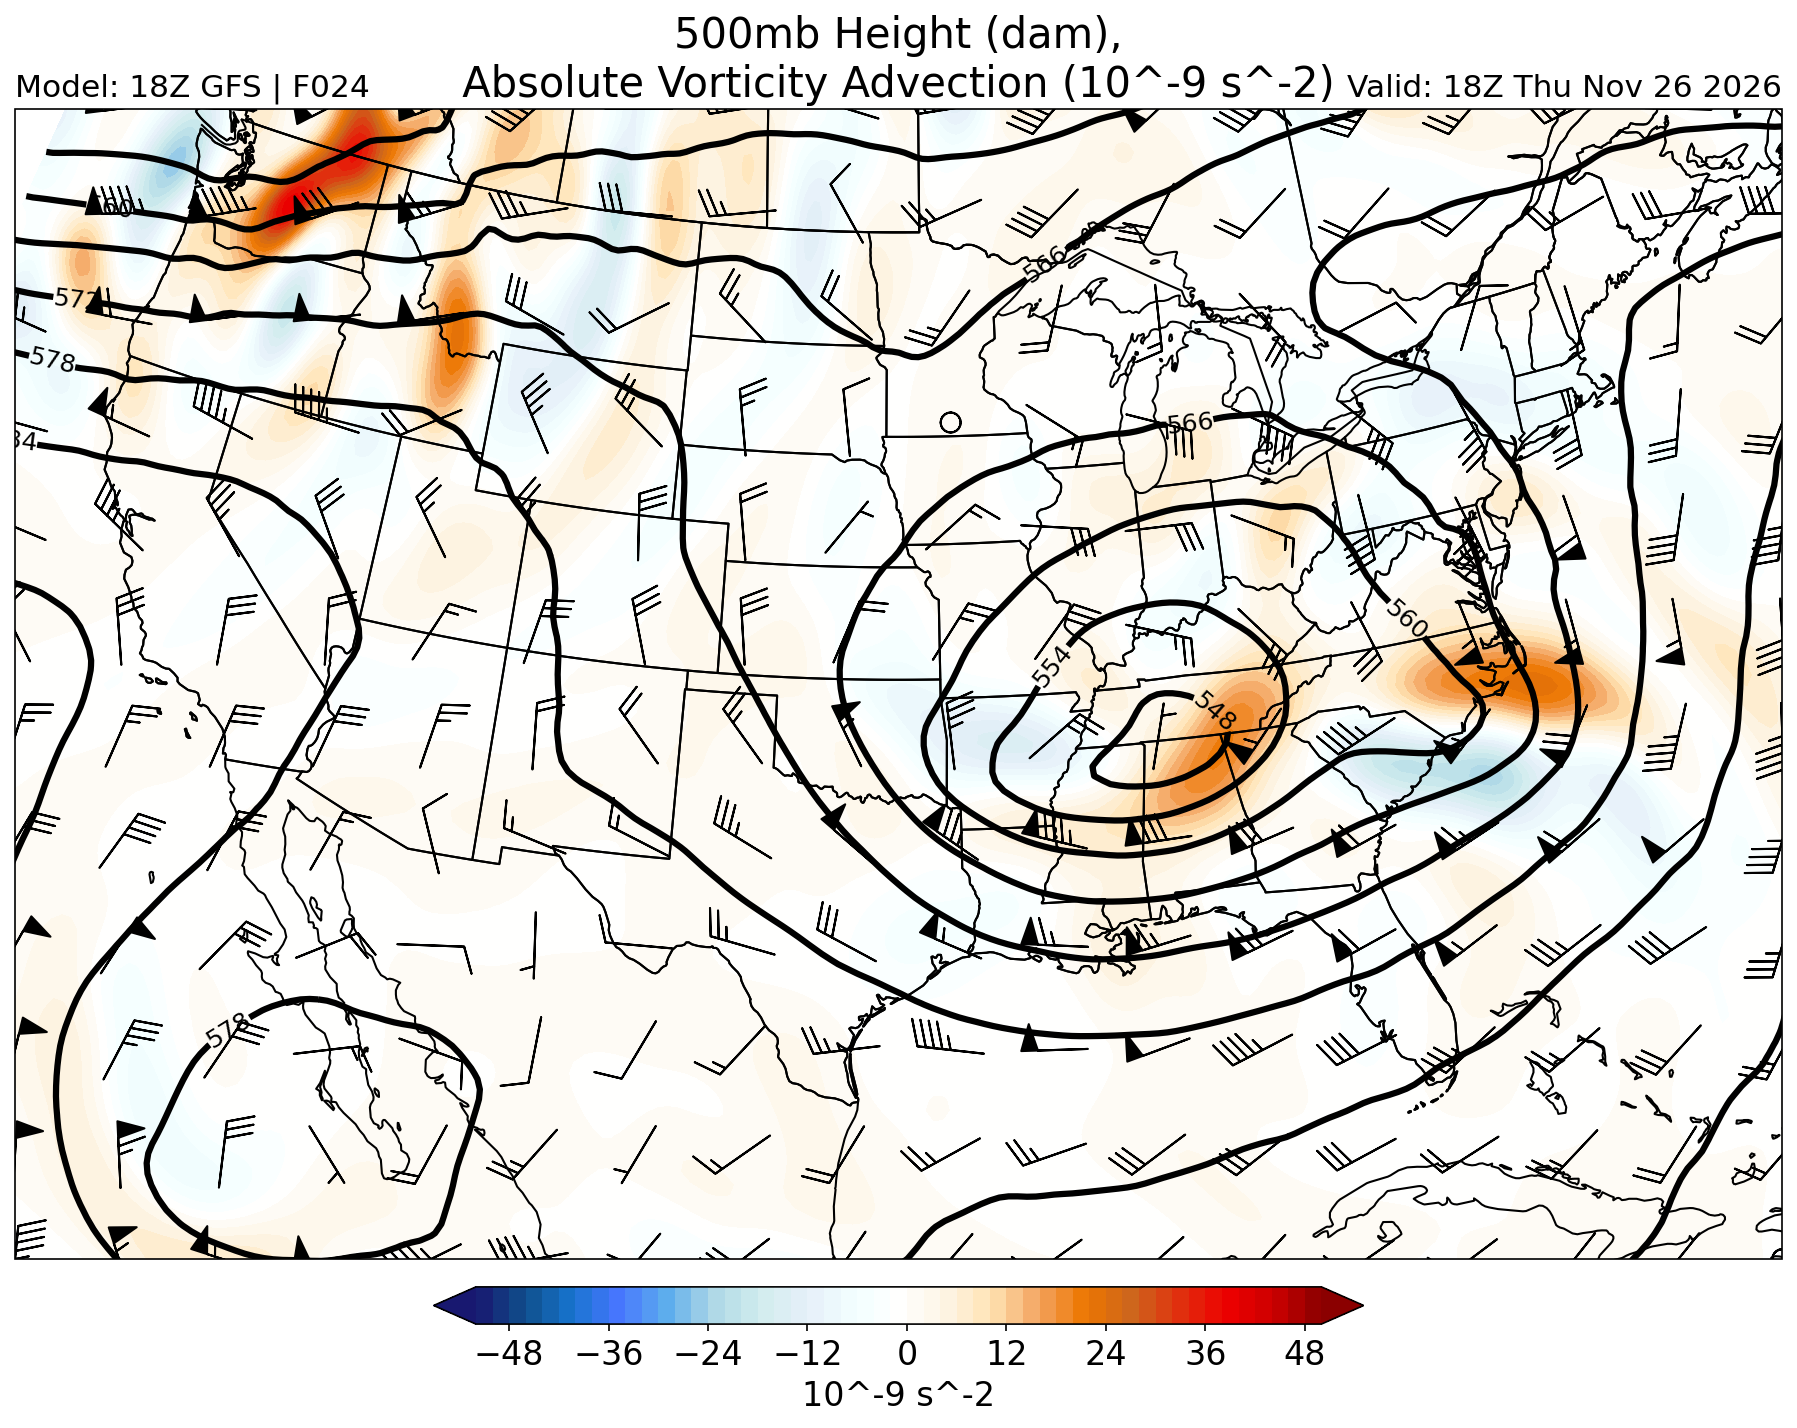 500mb Height (dam),
Model: 18Z GFS | F024
Absolute Vorticity Advection (10^-9 s^-2)
Valid: 18Z Thu Nov 26 2026
566
572
578
566
560
554
548
578
−48 −36 −24 −12 0 12 24 36 48
10^-9 s^-2